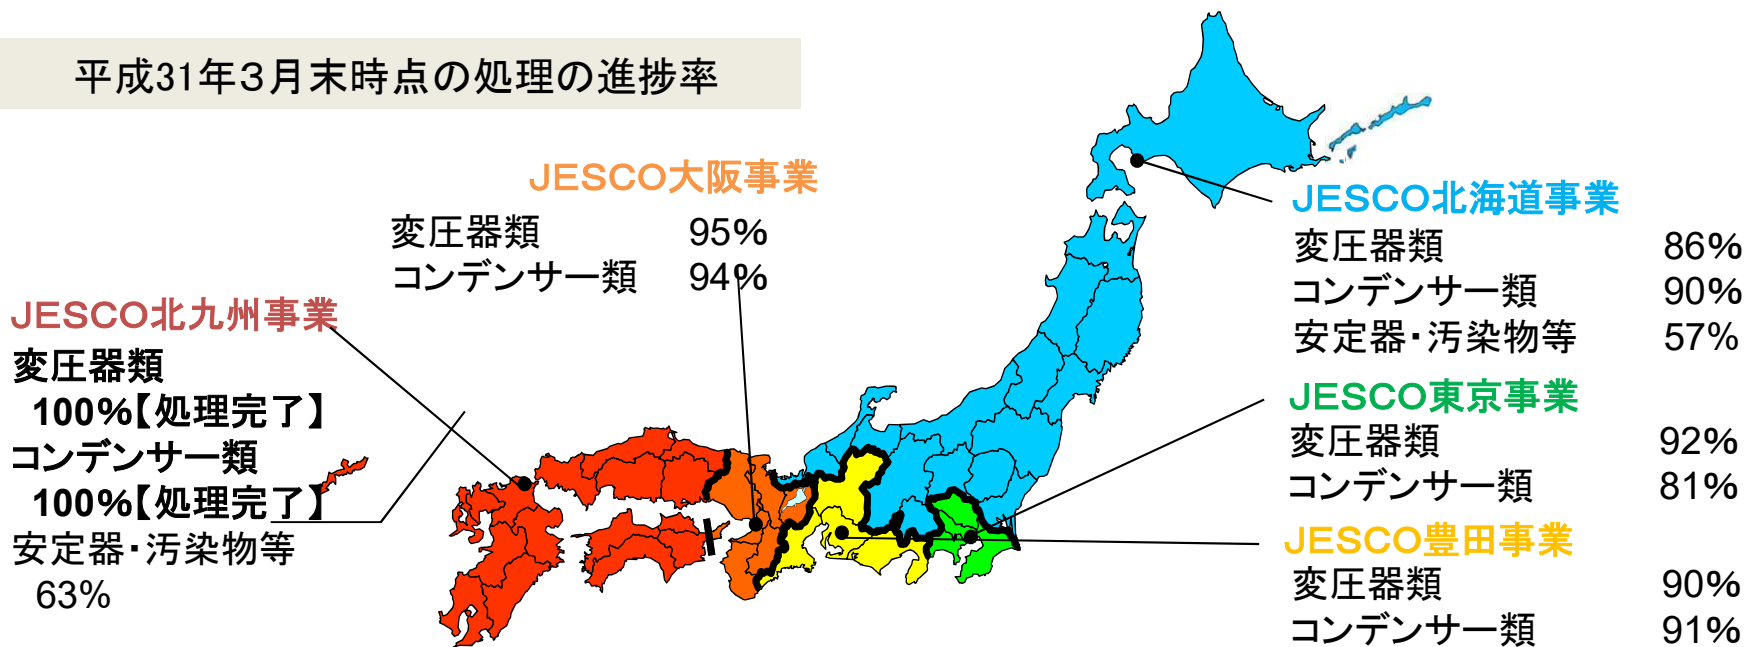 平成31年3月末時点の処理の進捗率
JESCO大阪事業
変圧器類 95%
コンデンサー類 94%
JESCO北九州事業
変圧器類
100%【処理完了】
コンデンサー類
100%【処理完了】
安定器・汚染物等
63%
JESCO北海道事業
変圧器類 86%
コンデンサー類 90%
安定器・汚染物等 57%
JESCO東京事業
変圧器類 92%
コンデンサー類 81%
JESCO豊田事業
変圧器類 90%
コンデンサー類 91%